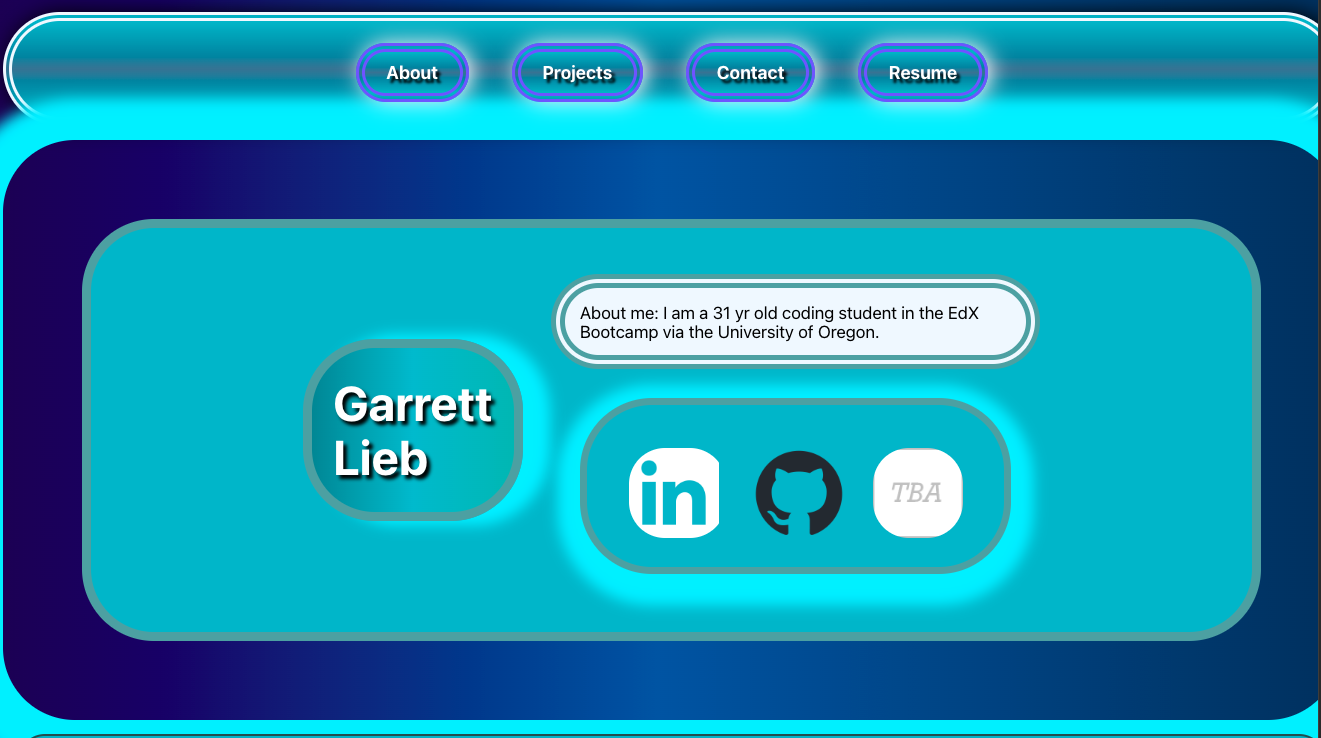 About
Projects
Contact
Resume
About me: I am a 31 yr old coding student in the EdX
Bootcamp via the University of Oregon.
Garrett
Lieb
in
TBA